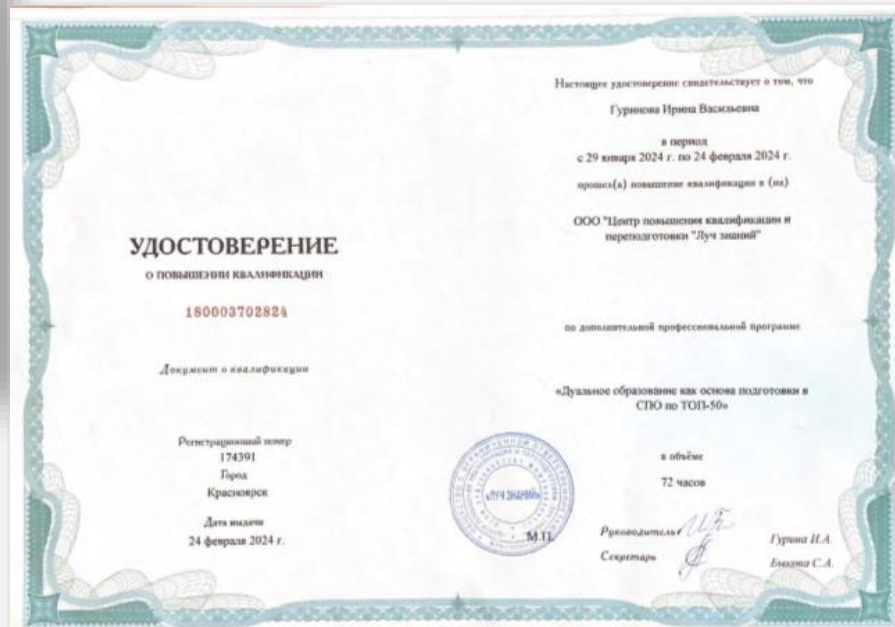 УДОСТОВЕРЕНИЕ
О ПОВЫШЕНИИ КВАЛИФИКАЦИИ
180003702824
Документ о квалификации
Регистрационный номер
174391
Город
Красноярск
Дата выдачи
24 февраля 2024 г.
Настоящее удостоверение свидетельствует о том, что
Гуринова Ирина Васильевна
в период
с 29 января 2024 г. по 24 февраля 2024 г.
прошел(а) повышение квалификации в (на)
ООО "Центр повышения квалификации и
переподготовки "Луч знаний"
по дополнительной профессиональной программе
«Дуальное образование как основа подготовки в
СПО по ТОП-50»
в объёме
72 часов
«ЛУЧ ЗНАНИЙ»
М.П.
Руководитель
Гурина И.А.
Секретарь
С.А.